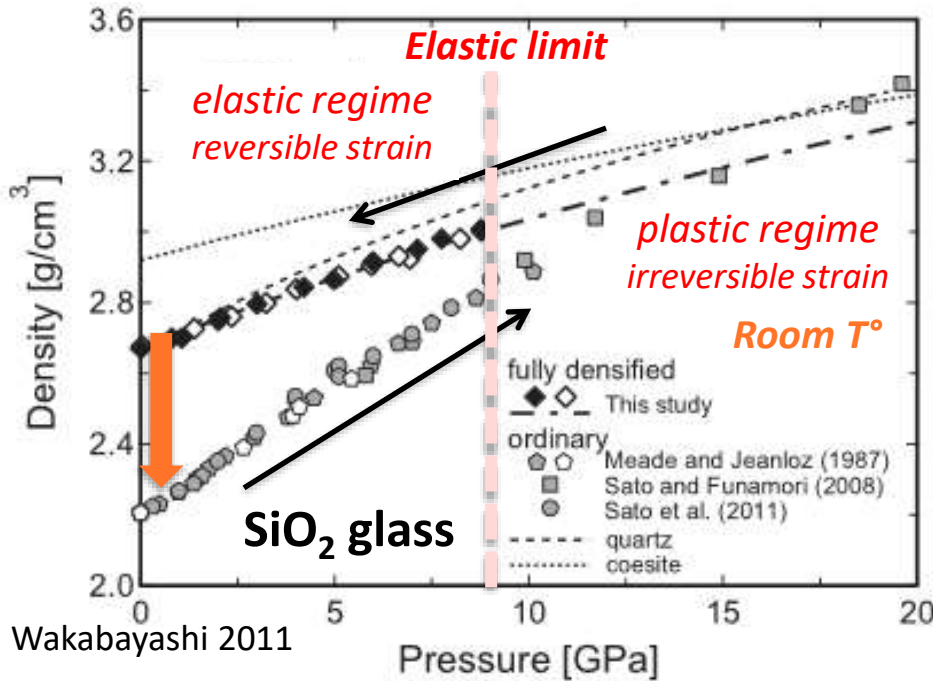 Elastic limit
elastic regime
reversible strain
plastic regime
irreversible strain
Room T°
fully densified
This study
ordinary
Meade and Jeanloz (1987)
Sato and Funamori (2008)
Sato et al. (2011)
quartz
coesite
SiO₂ glass
Density [g/cm³]
3.6
3.2
2.8
2.4
2.0
0
5
10
15
20
Pressure [GPa]
Wakabayashi 2011